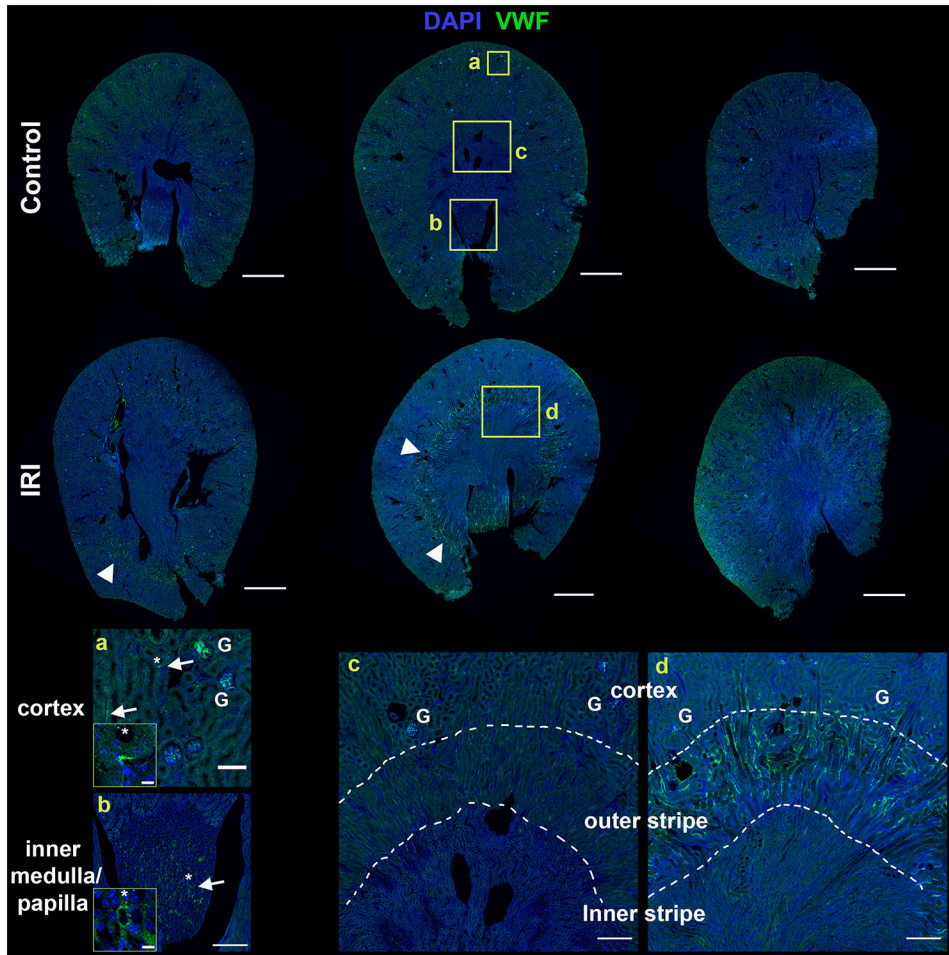 DAPI VWF
Control
a
c
b
IRI
d
a
G
G
*
*
cortex
b
*
*
inner
medulla/
papilla
c
d
cortex
G
G
G
G
outer stripe
Inner stripe